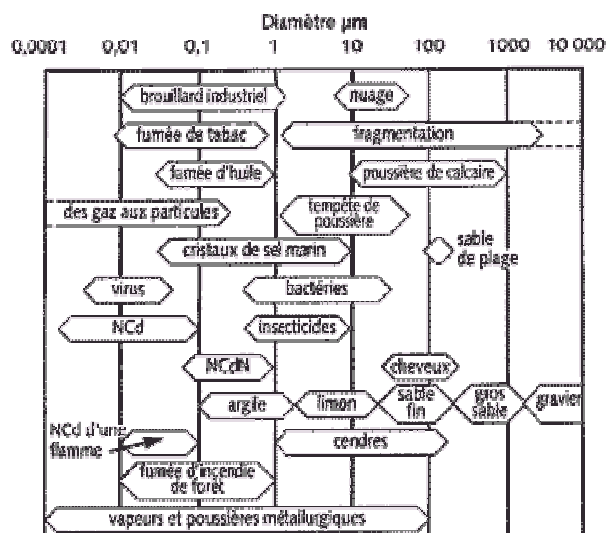 Diamètre µm
0,0001 0,01 0,1 1 10 100 1000 10 000
brouillard industriel nuage
fumée de tabac fragmentation
fumée d'huile poussière de calcaire
des gaz aux particules tempête de
poussière
cristaux de sel marin sable
de plage
virus bactéries
NCd insecticides
NCdN cheveux
argile limon sable
fin gros
sable gravier
NCd d'une
flamme cendres
fumée d'incendie
de forêt
vapeurs et poussières métallurgiques